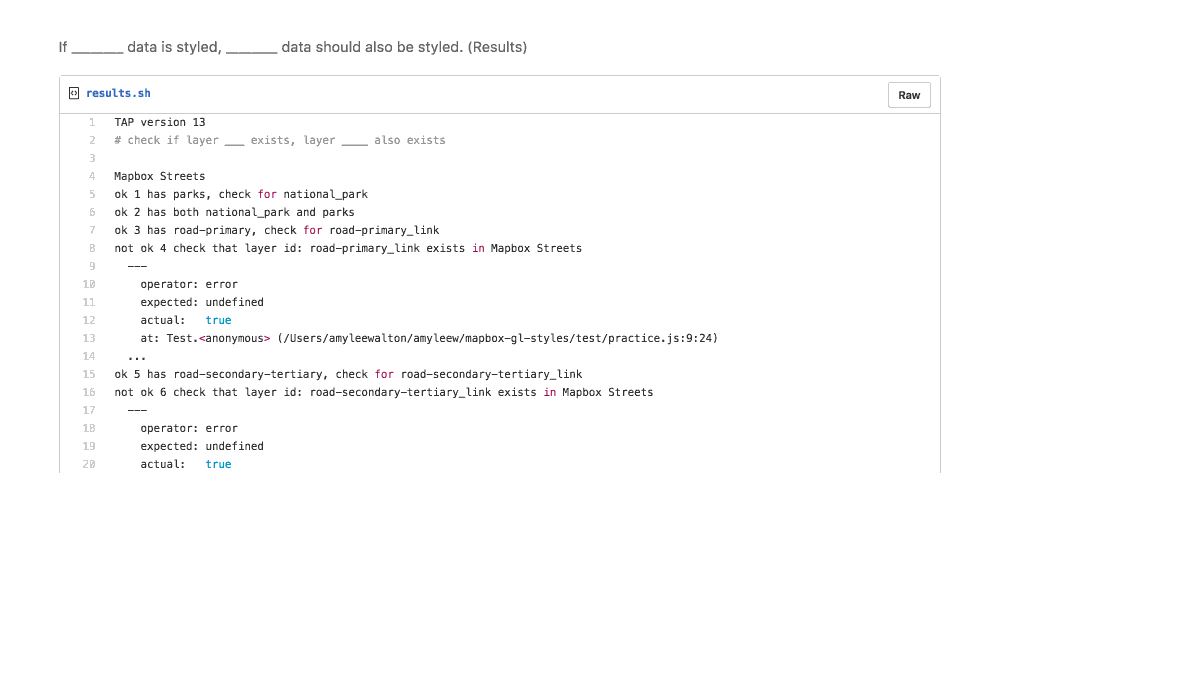 If _______ data is styled, _______ data should also be styled. (Results)
results.sh
Raw
1 TAP version 13
2 # check if layer ___ exists, layer ____ also exists
3
4 Mapbox Streets
5 ok 1 has parks, check for national_park
6 ok 2 has both national_park and parks
7 ok 3 has road-primary, check for road-primary_link
8 not ok 4 check that layer id: road-primary_link exists in Mapbox Streets
9 ---
10 operator: error
11 expected: undefined
12 actual: true
13 at: Test.<anonymous> (/Users/amyleewalton/amyleew/mapbox-gl-styles/test/practice.js:9:24)
14 ...
15 ok 5 has road-secondary-tertiary, check for road-secondary-tertiary_link
16 not ok 6 check that layer id: road-secondary-tertiary_link exists in Mapbox Streets
17 ---
18 operator: error
19 expected: undefined
20 actual: true